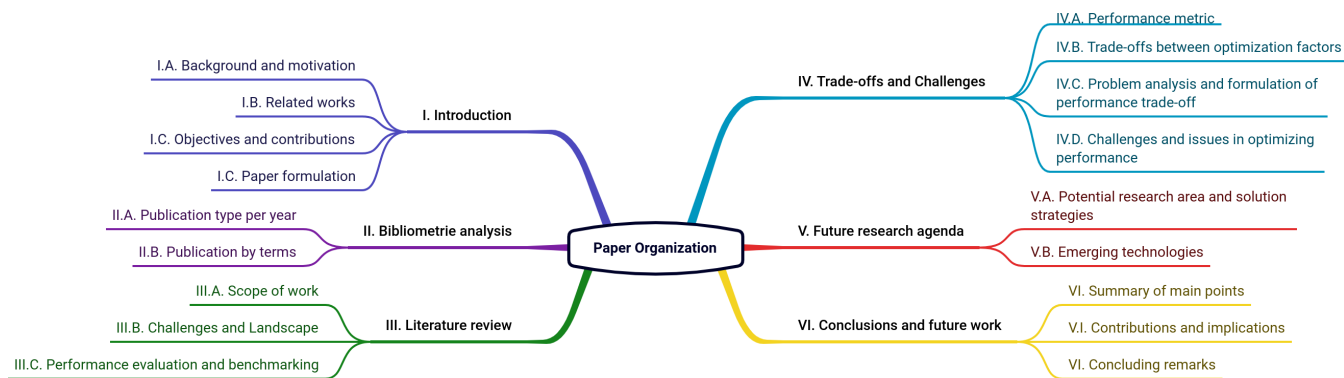 Paper Organization
I. Introduction
I.A. Background and motivation
I.B. Related works
I.C. Objectives and contributions
I.C. Paper formulation
II. Bibliometrie analysis
II.A. Publication type per year
II.B. Publication by terms
III. Literature review
III.A. Scope of work
III.B. Challenges and Landscape
III.C. Performance evaluation and benchmarking
IV. Trade-offs and Challenges
IV.A. Performance metric
IV.B. Trade-offs between optimization factors
IV.C. Problem analysis and formulation of
performance trade-off
IV.D. Challenges and issues in optimizing
performance
V. Future research agenda
V.A. Potential research area and solution
strategies
V.B. Emerging technologies
VI. Conclusions and future work
VI. Summary of main points
V.I. Contributions and implications
VI. Concluding remarks